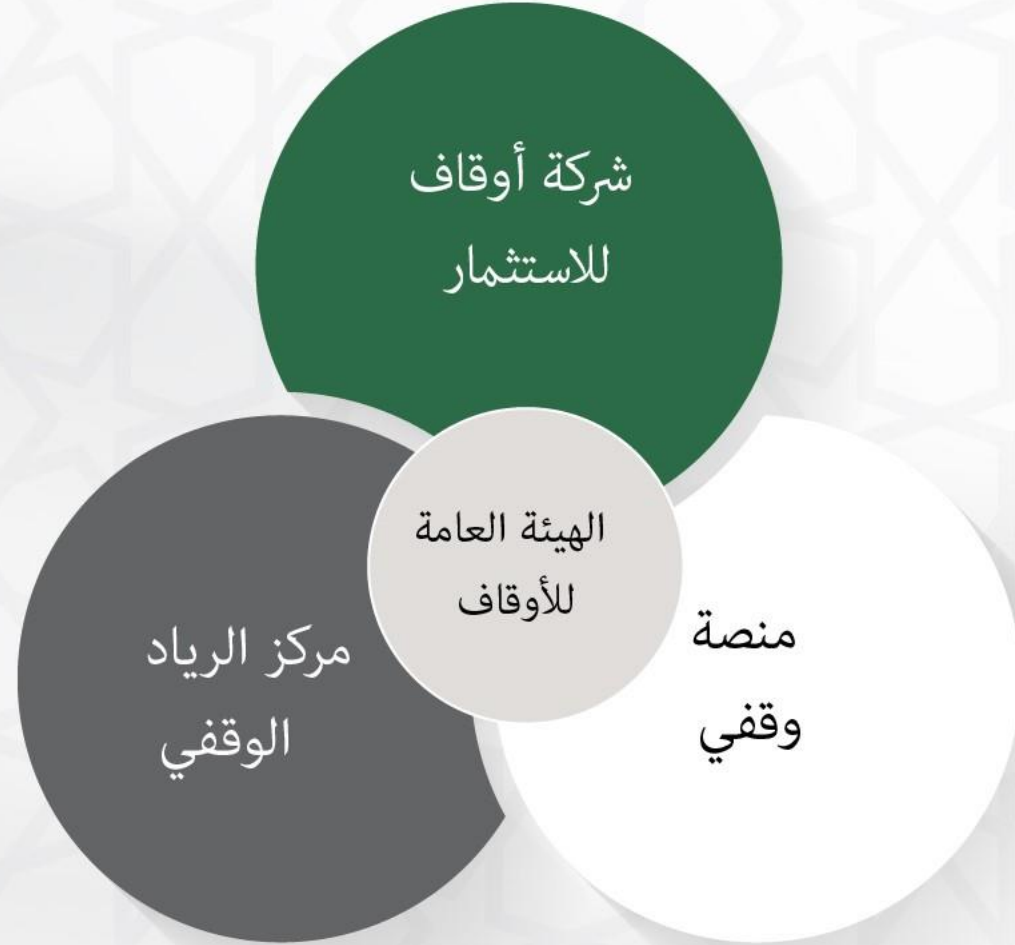 شركة أوقاف
للاستثمار
الهيئة العامة
للأوقاف
منصة
وقفي
مركز الرياد
الوقفي